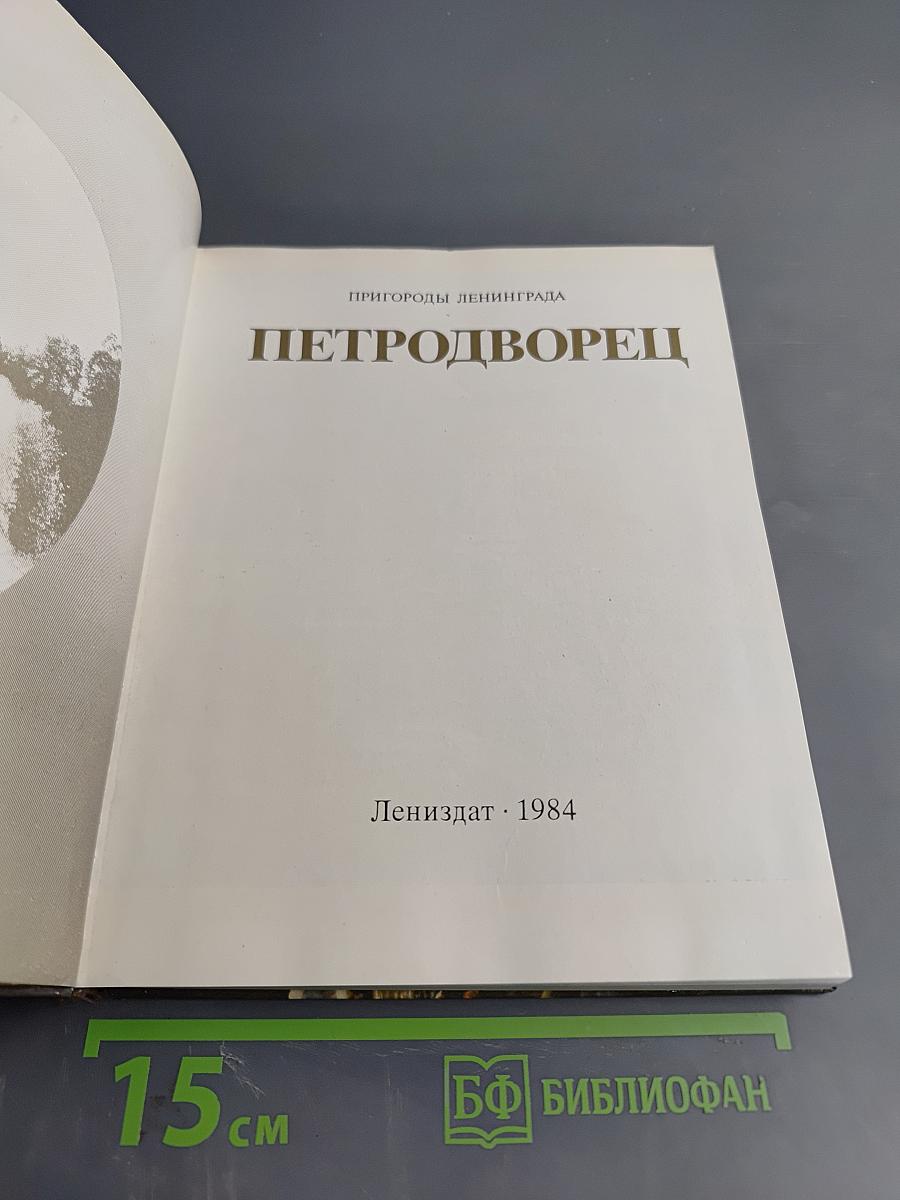 ПРИГОРОДЫ ЛЕНИНГРАДА
ПЕТРОДВОРЕЦ
Лениздат · 1984
15 см
БФ БИБЛИОФАН